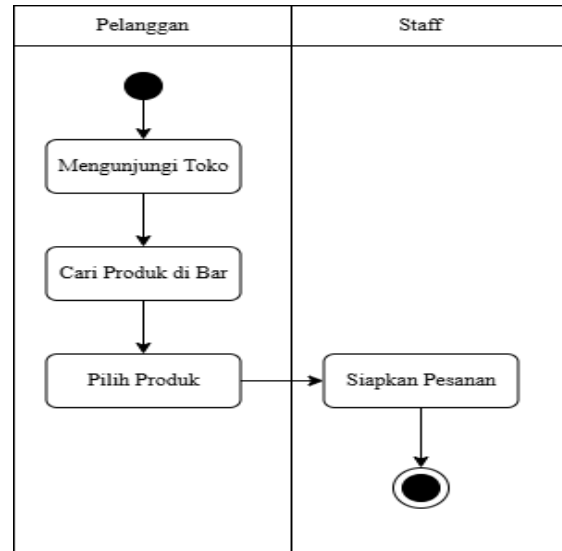 Pelanggan
Staff
Mengunjungi Toko
Cari Produk di Bar
Pilih Produk
Siapkan Pesanan